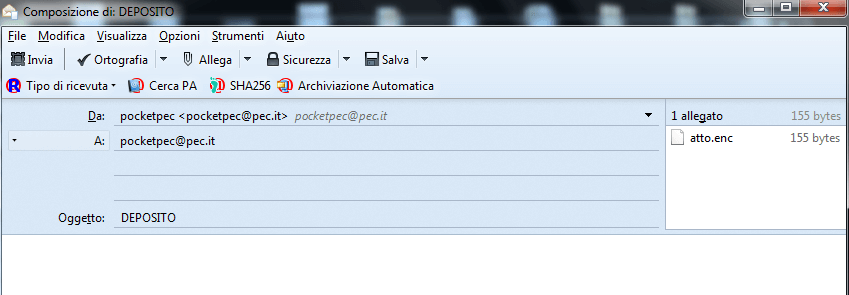 Composizione di: DEPOSITO
File Modifica Visualizza Opzioni Strumenti Aiuto
Invia Ortografia Allega Sicurezza Salva
Tipo di ricevuta Cerca PA SHA256 Archiviazione Automatica
Da: pocketpec <pocketpec@pec.it> pocketpec@pec.it 1 allegato 155 bytes
A: pocketpec@pec.it atto.enc 155 bytes
Oggetto: DEPOSITO